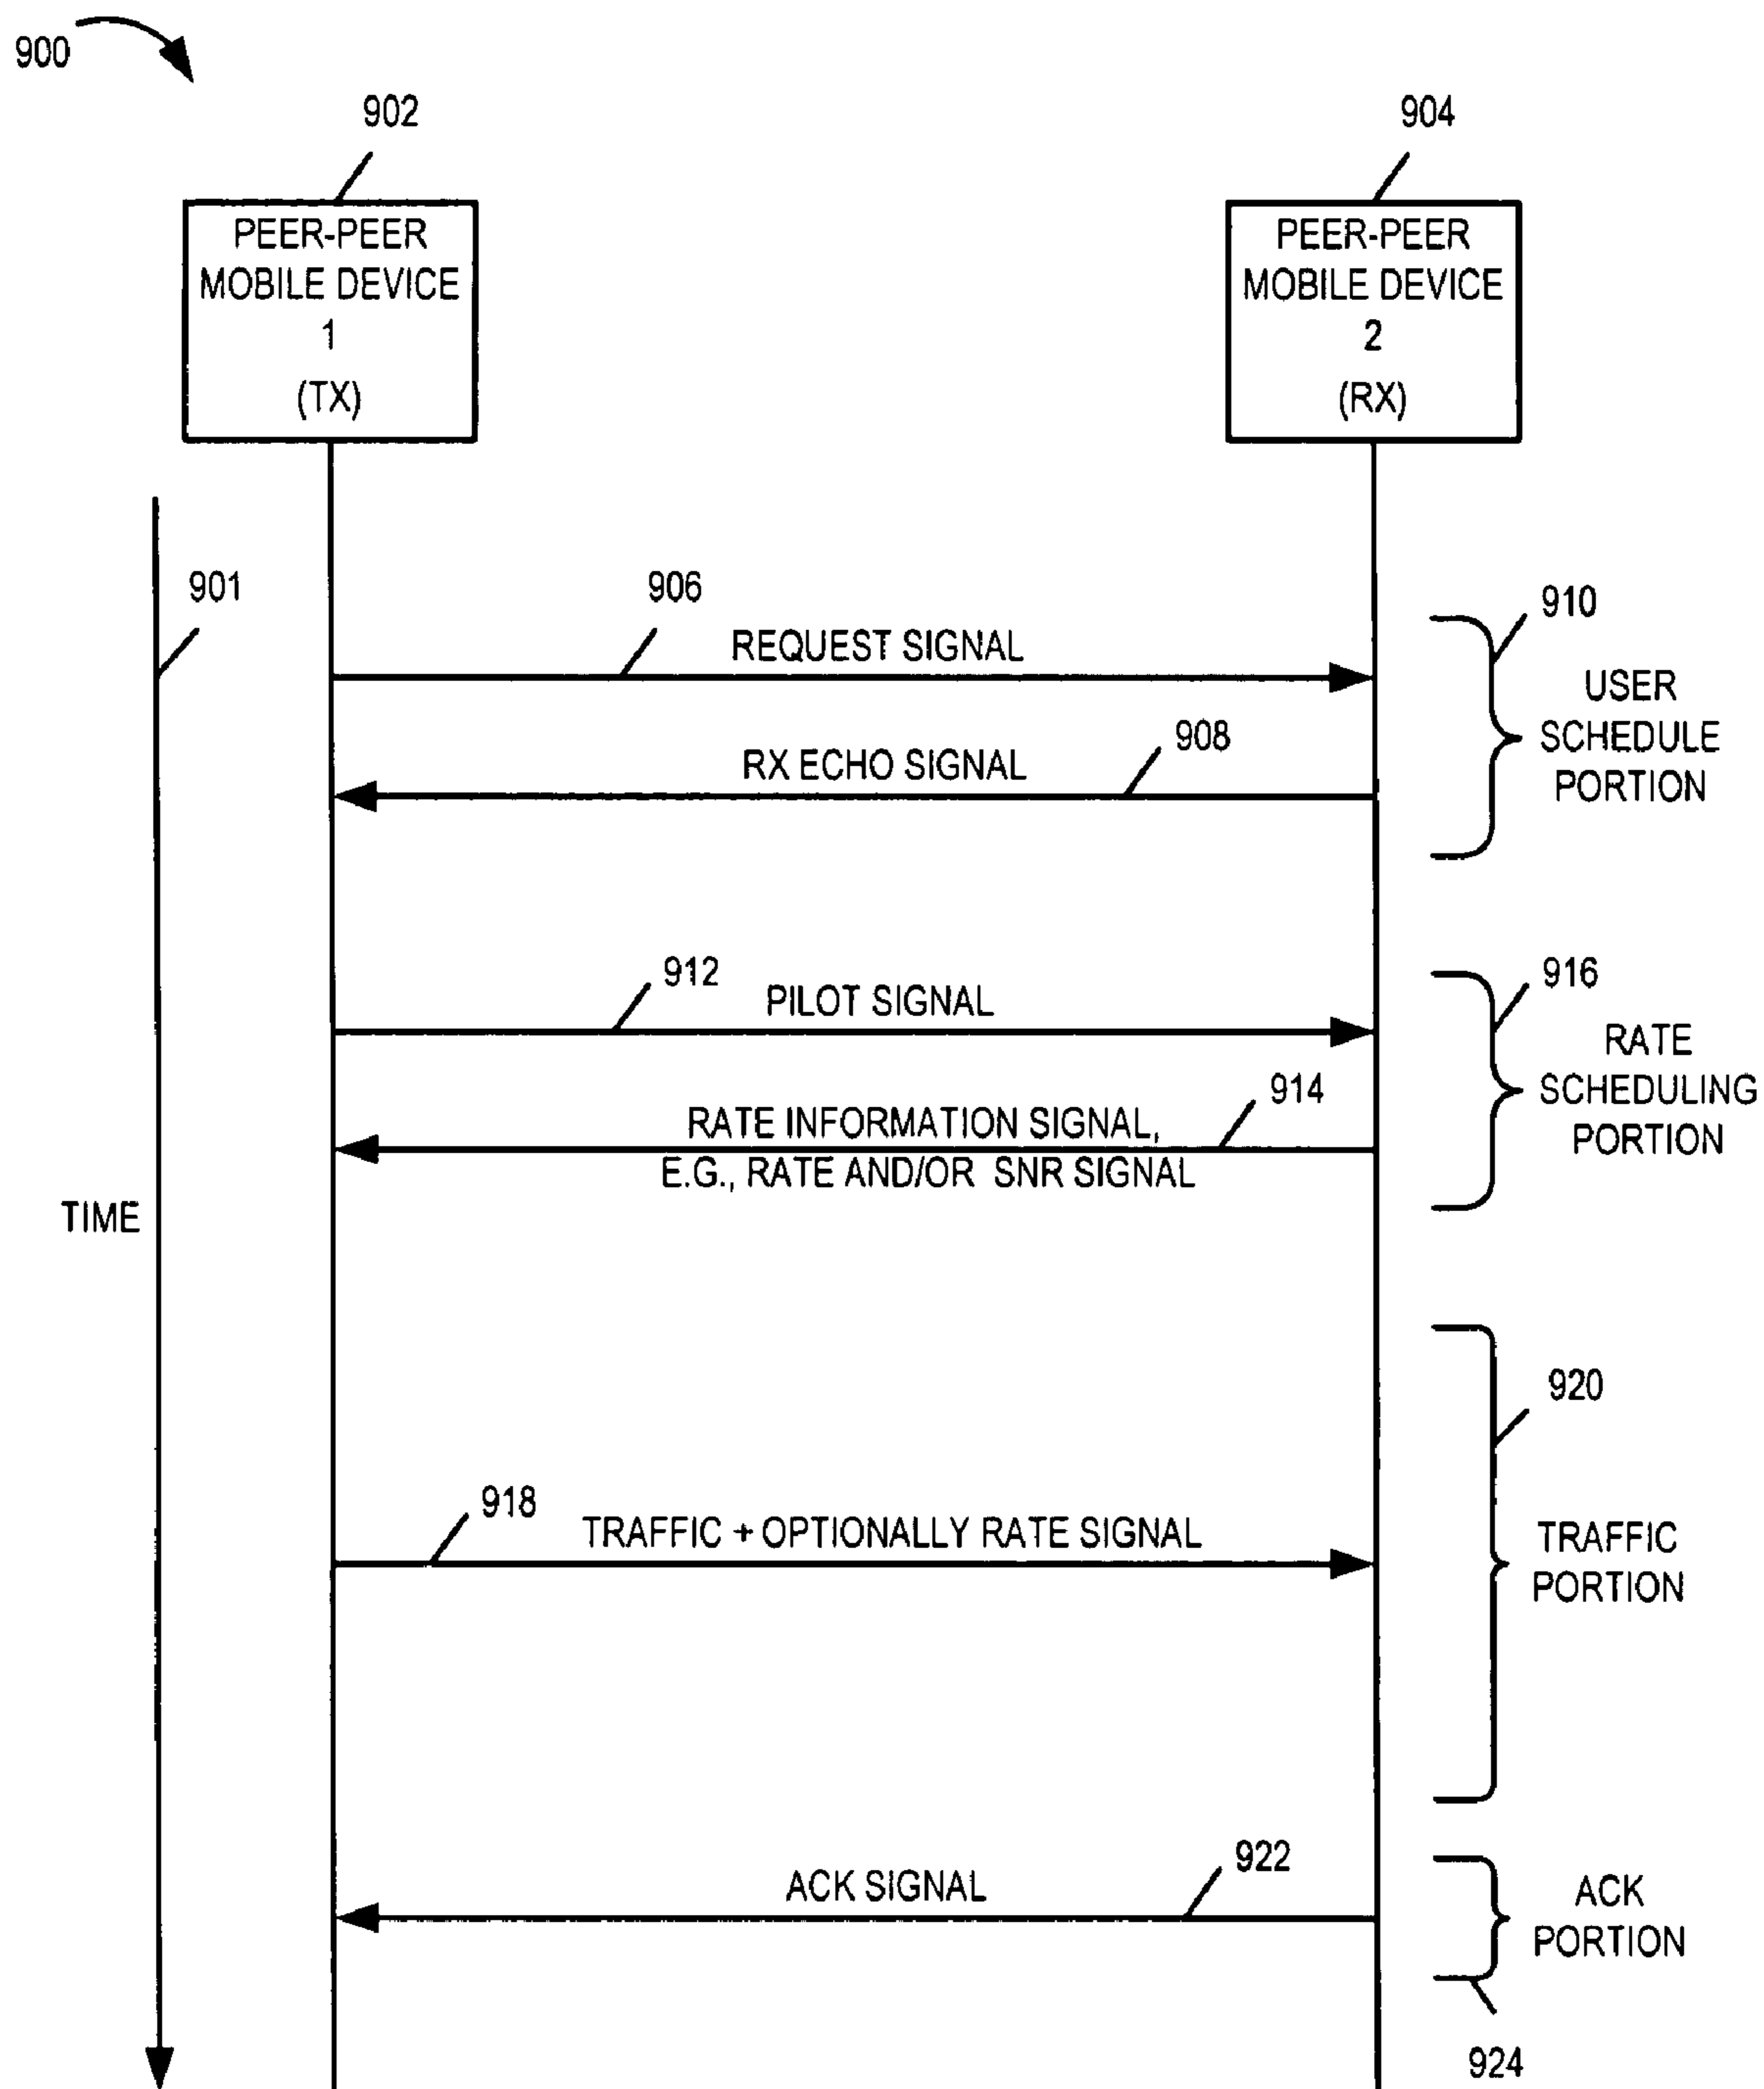 900
902
904
PEER-PEER
MOBILE DEVICE
1
(TX)
PEER-PEER
MOBILE DEVICE
2
(RX)
901
906
REQUEST SIGNAL
910
USER
SCHEDULE
PORTION
908
RX ECHO SIGNAL
912
PILOT SIGNAL
916
RATE
SCHEDULING
PORTION
914
RATE INFORMATION SIGNAL,
E.G., RATE AND/OR SNR SIGNAL
TIME
920
918
TRAFFIC + OPTIONALLY RATE SIGNAL
TRAFFIC
PORTION
922
ACK SIGNAL
ACK
PORTION
924